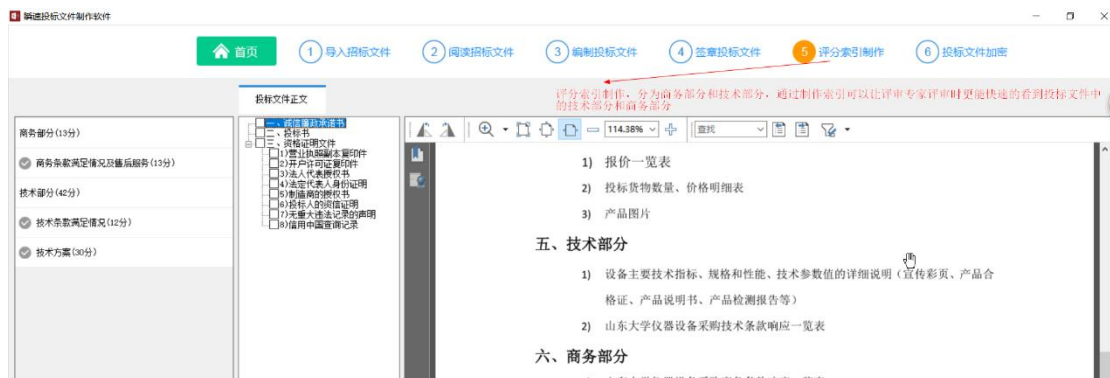 瞬速投标文件制作软件
首页
1 导入招标文件
2 阅读招标文件
3 编制投标文件
4 签章投标文件
5 评分索引制作
6 投标文件加密
评分索引制作，分为商务部分和技术部分，通过制作索引可以让评审专家评审时更能快速的看到投标文件中
的技术部分和商务部分
投标文件正文
商务部分(13分)
商务条款满足情况及售后服务(13分)
技术部分(42分)
技术条款满足情况(12分)
技术方案(30分)
一、诚信廉政承诺书
二、投标书
三、资格证明文件
1)营业执照副本复印件
2)开户许可证复印件
3)法人代表授权书
4)法定代表人身份证明
5)制造商的授权书
6)投标人的资信证明
7)无重大违法记录的声明
8)信用中国查询记录
114.38%
查找
1) 报价一览表
2) 投标货物数量、价格明细表
3) 产品图片
五、技术部分
1) 设备主要技术指标、规格和性能、技术参数值的详细说明（宣传彩页、产品合
格证、产品说明书、产品检测报告等）
2) 山东大学仪器设备采购技术条款响应一览表
六、商务部分